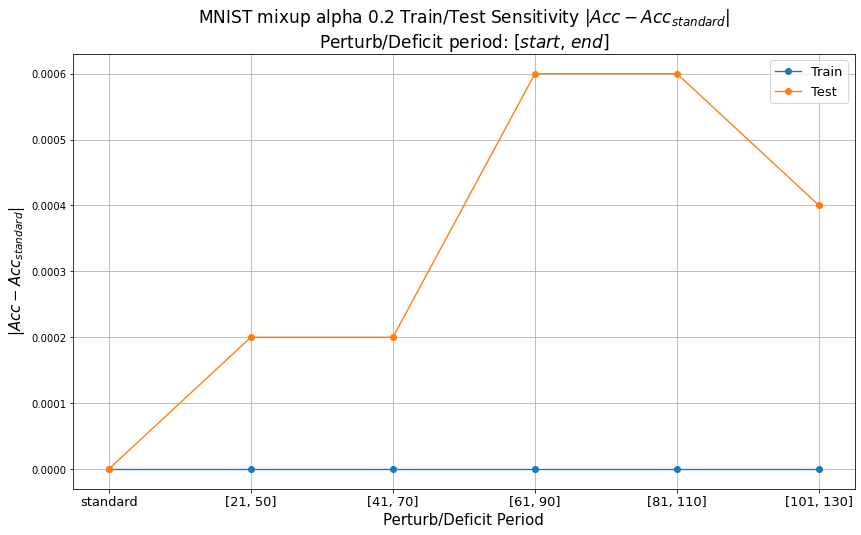 MNIST mixup alpha 0.2 Train/Test Sensitivity |Acc − Acc_standard|
Perturb/Deficit period: [start, end]
Train
Test
0.0006
0.0005
0.0004
0.0003
0.0002
0.0001
0.0000
|Acc − Acc_standard|
standard [21, 50] [41, 70] [61, 90] [81, 110] [101, 130]
Perturb/Deficit Period